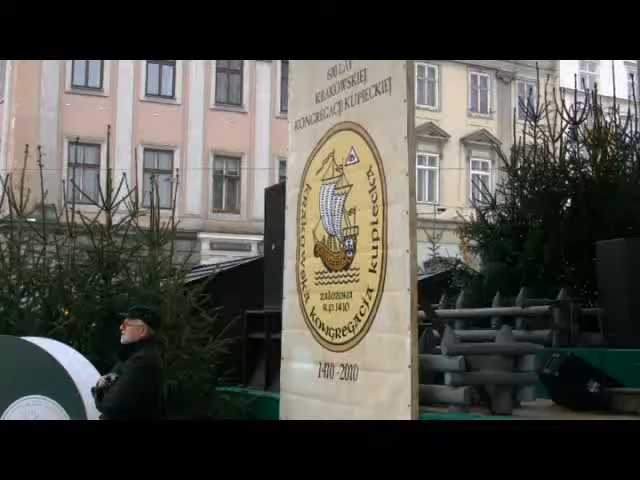 600 LAT
KRAKOWSKIEJ
KONGREGACJI KUPIECKIEJ
KRAKOWSKA
KONGREGACJA
KUPIECKA
ZAŁOŻONA
R.P. 1410
1410-2010